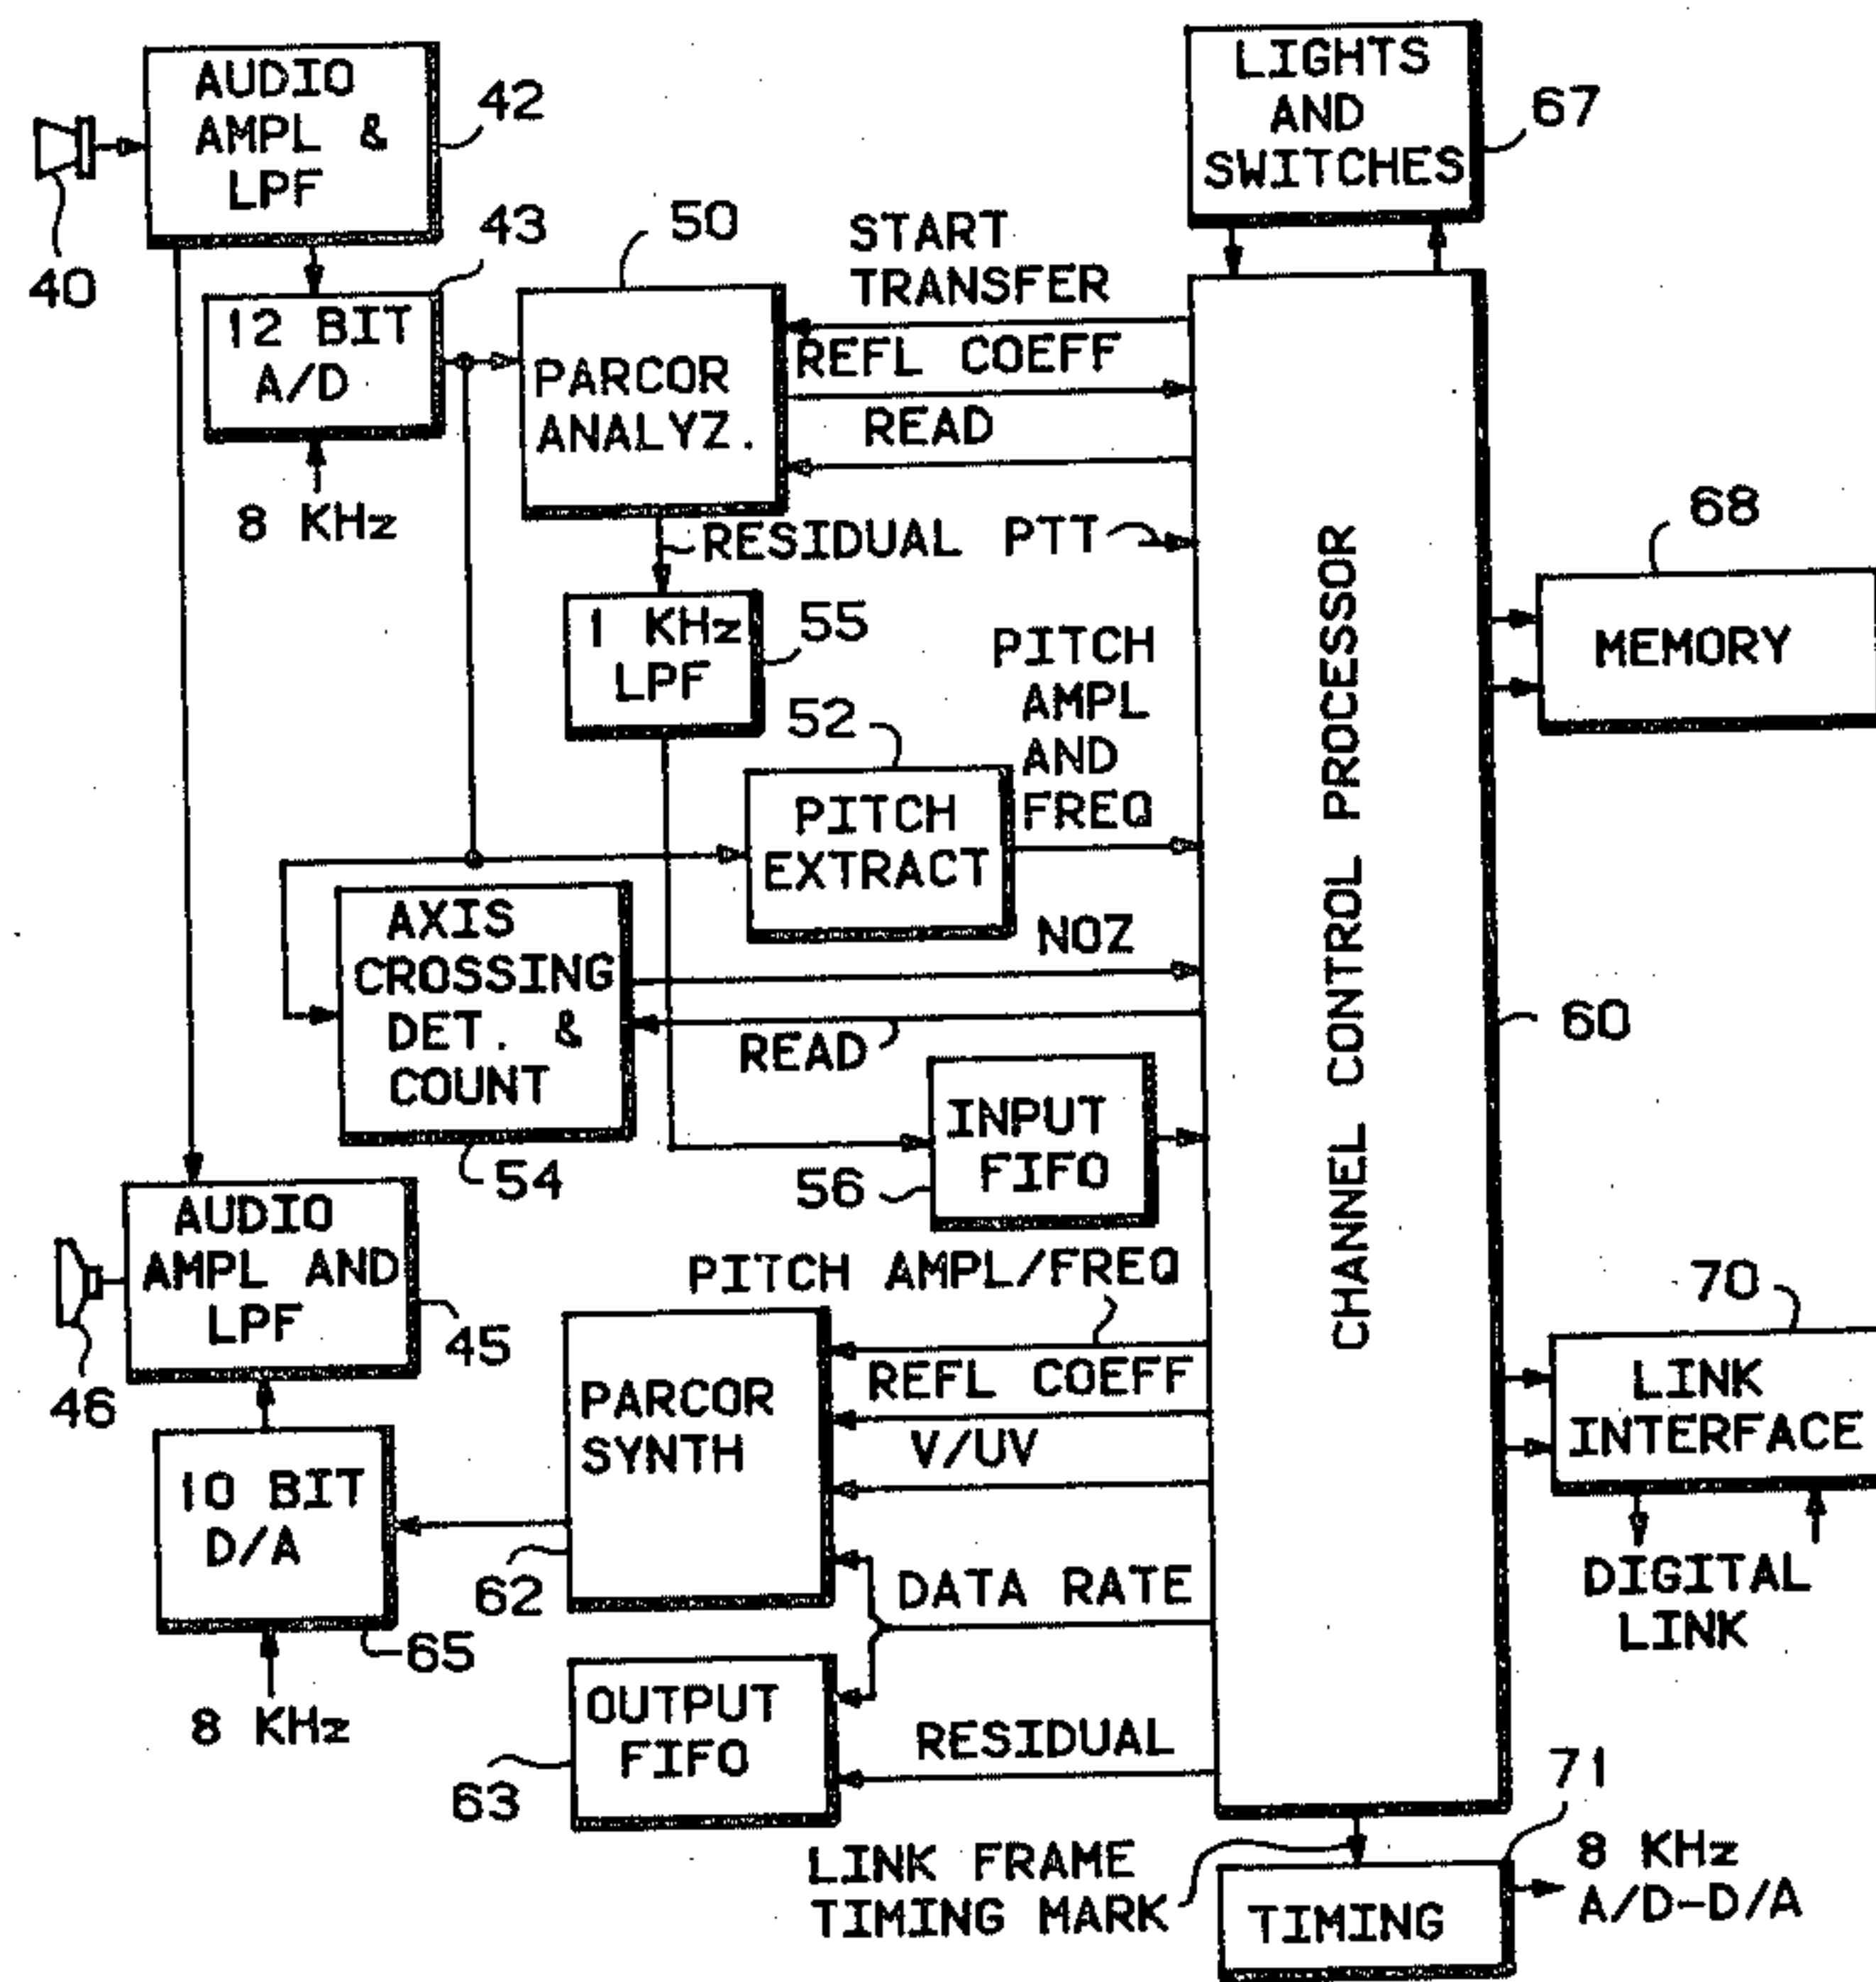 AUDIO
AMPL &
LPF
42
40
43
12 BIT
A/D
8 KHz
50
PARCOR
ANALYZ.
START
TRANSFER
REFL COEFF
READ
LIGHTS
AND
SWITCHES
67
RESIDUAL
PTT
1 KHz
LPF
55
52
PITCH
EXTRACT
PITCH
AMPL
AND
FREQ
NOZ
AXIS
CROSSING
DET. &
COUNT
54
READ
INPUT
FIFO
56
CHANNEL CONTROL PROCESSOR
60
68
MEMORY
AUDIO
AMPL AND
LPF
45
46
PITCH AMPL/FREQ
REFL COEFF
V/UV
PARCOR
SYNTH
62
10 BIT
D/A
65
8 KHz
DATA RATE
OUTPUT
FIFO
63
RESIDUAL
70
LINK
INTERFACE
DIGITAL
LINK
LINK FRAME
TIMING MARK
TIMING
71
8 KHz
A/D-D/A